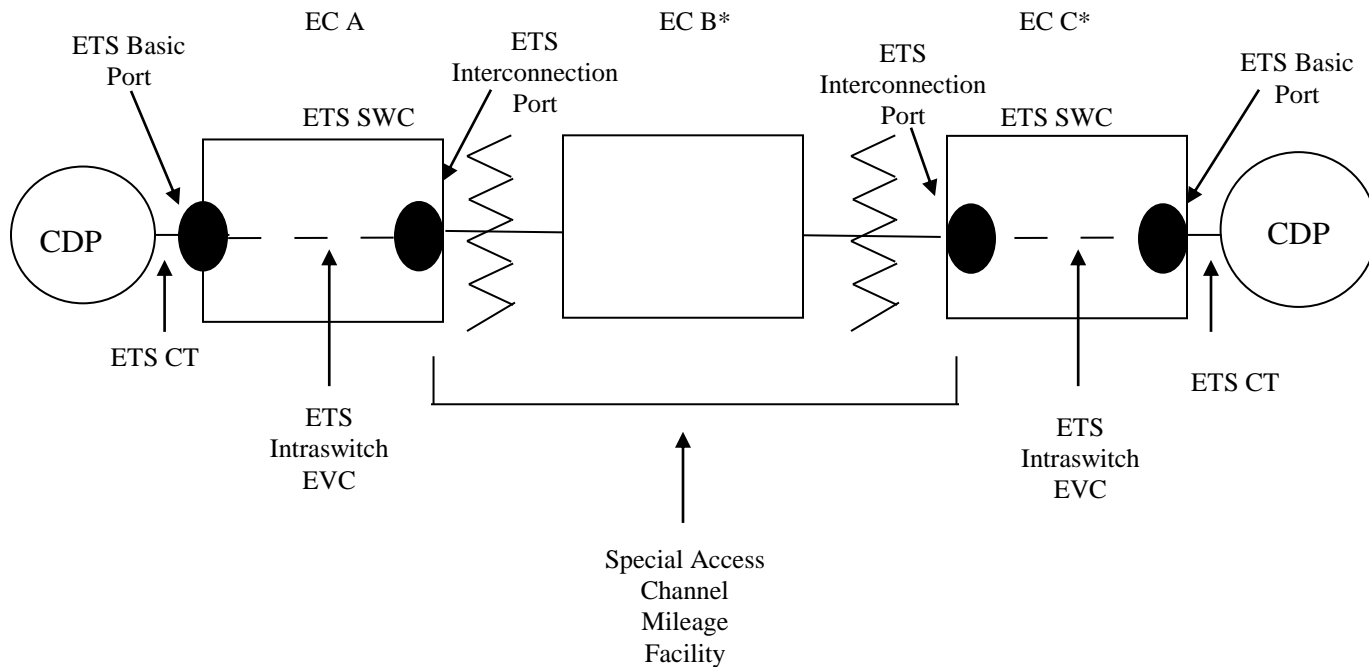 EC A
EC B*
EC C*
ETS Basic
Port
ETS
Interconnection
Port
ETS
Interconnection
Port
ETS Basic
Port
ETS SWC
ETS SWC
CDP
CDP
ETS CT
ETS CT
ETS
Intraswitch
EVC
ETS
Intraswitch
EVC
Special Access
Channel
Mileage
Facility